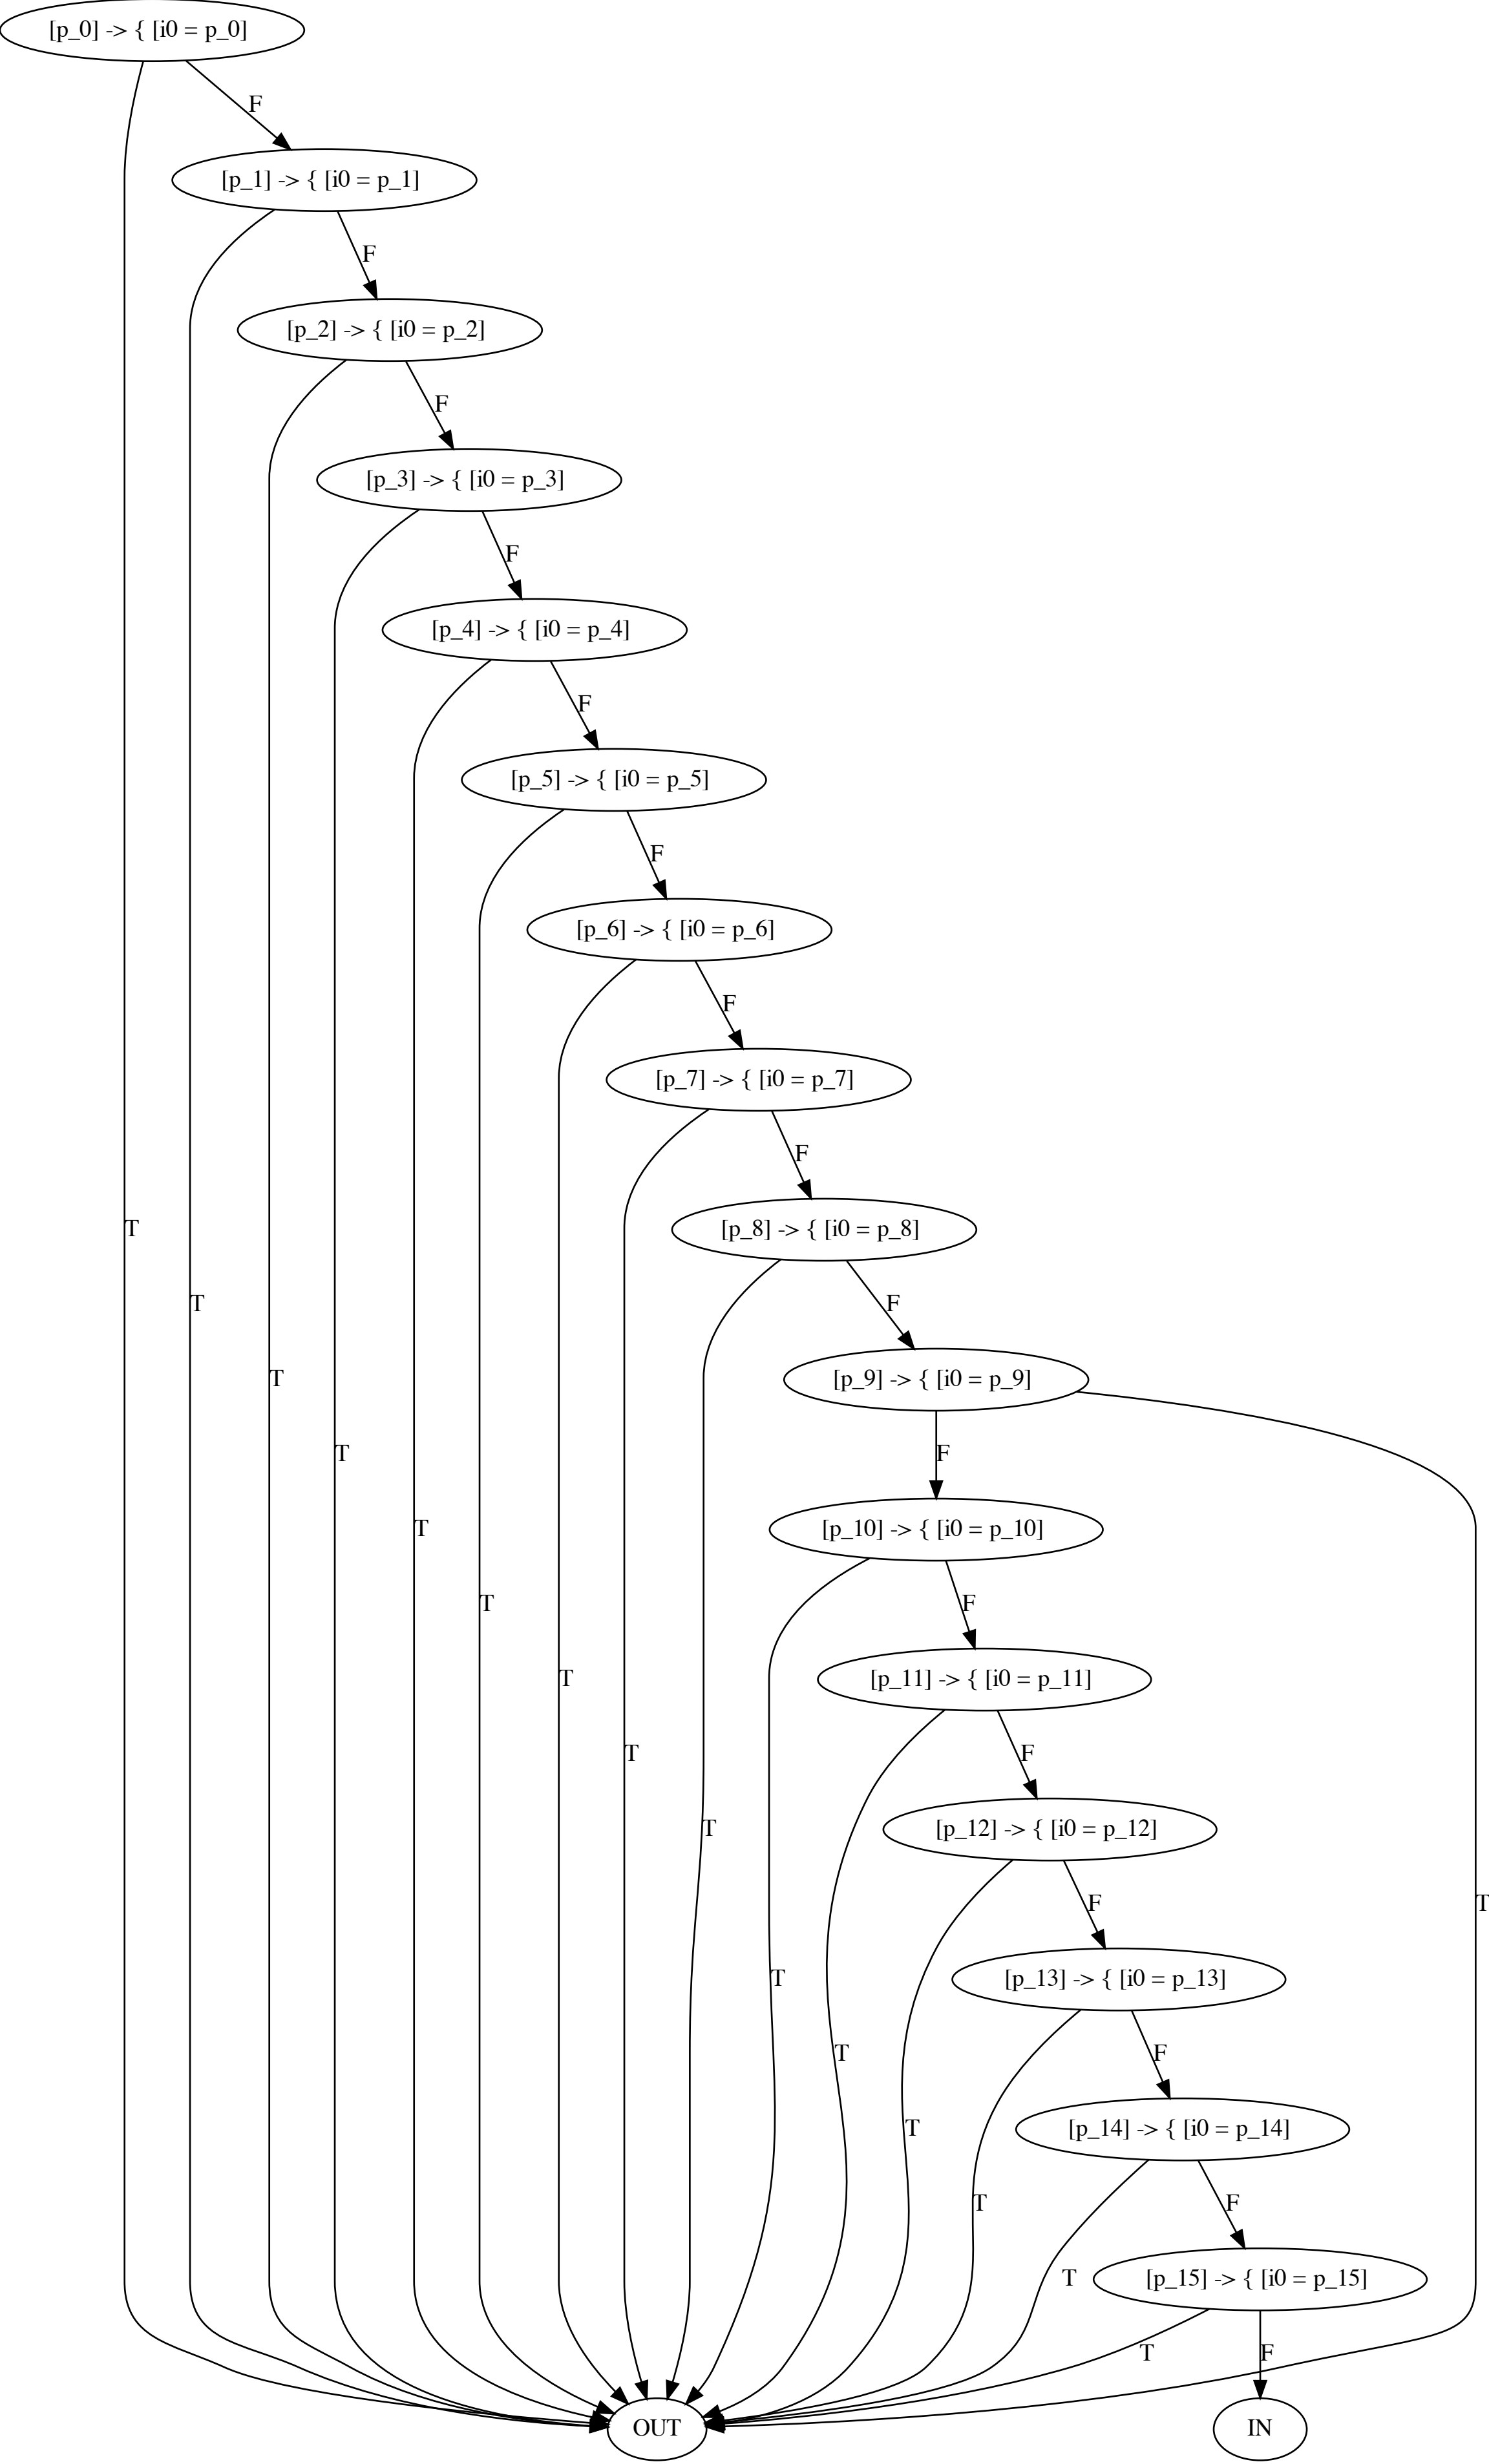 [p_0] -> { [i0 = p_0]
F
[p_1] -> { [i0 = p_1]
F
[p_2] -> { [i0 = p_2]
F
[p_3] -> { [i0 = p_3]
F
[p_4] -> { [i0 = p_4]
F
[p_5] -> { [i0 = p_5]
F
[p_6] -> { [i0 = p_6]
F
[p_7] -> { [i0 = p_7]
F
T
[p_8] -> { [i0 = p_8]
T
F
T
[p_9] -> { [i0 = p_9]
T
F
T
[p_10] -> { [i0 = p_10]
T
F
T
[p_11] -> { [i0 = p_11]
T
F
T
[p_12] -> { [i0 = p_12]
F
T
T
[p_13] -> { [i0 = p_13]
T
F
T
[p_14] -> { [i0 = p_14]
T
F
T
[p_15] -> { [i0 = p_15]
T
F
OUT
IN